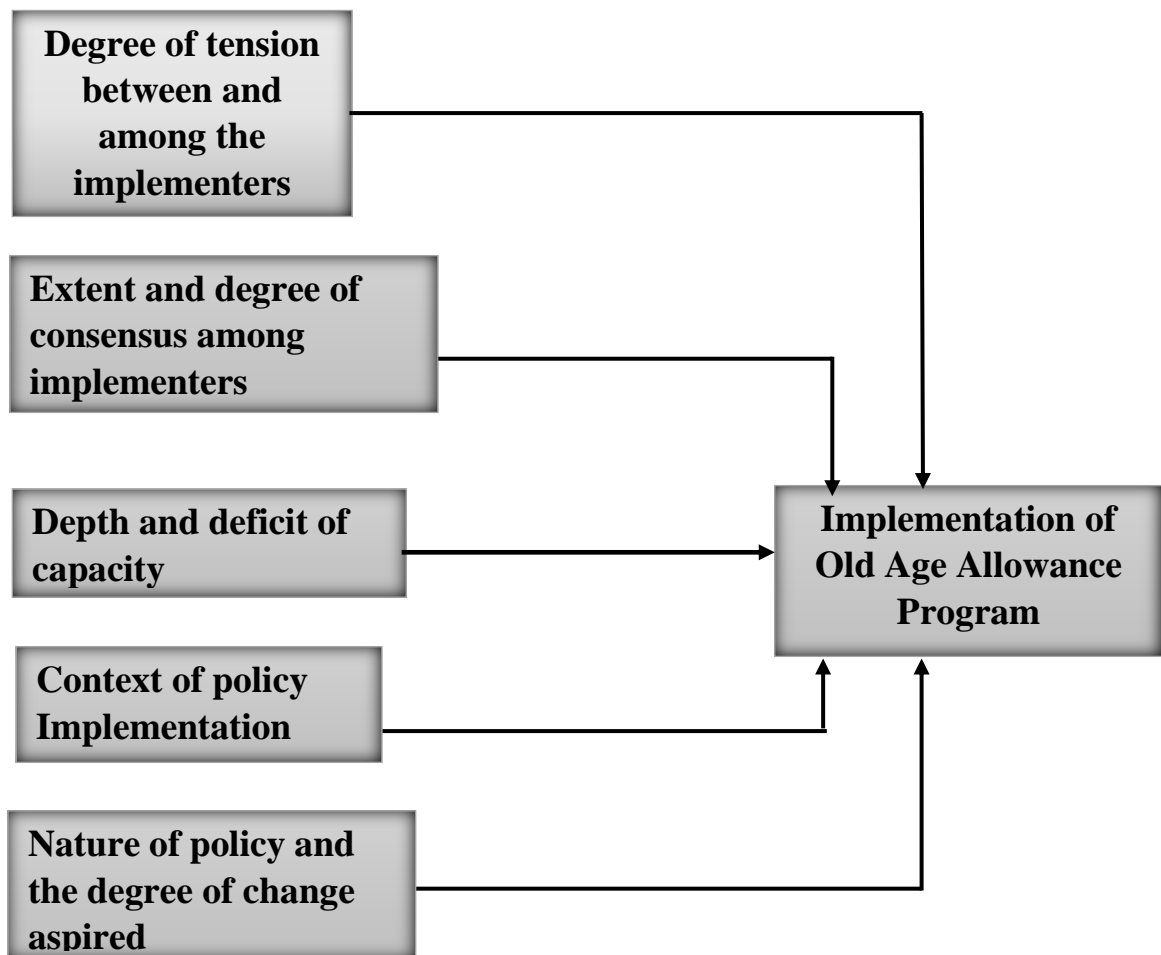 Degree of tension
between and
among the
implementers
Extent and degree of
consensus among
implementers
Depth and deficit of
capacity
Implementation of
Old Age Allowance
Program
Context of policy
Implementation
Nature of policy and
the degree of change
aspired